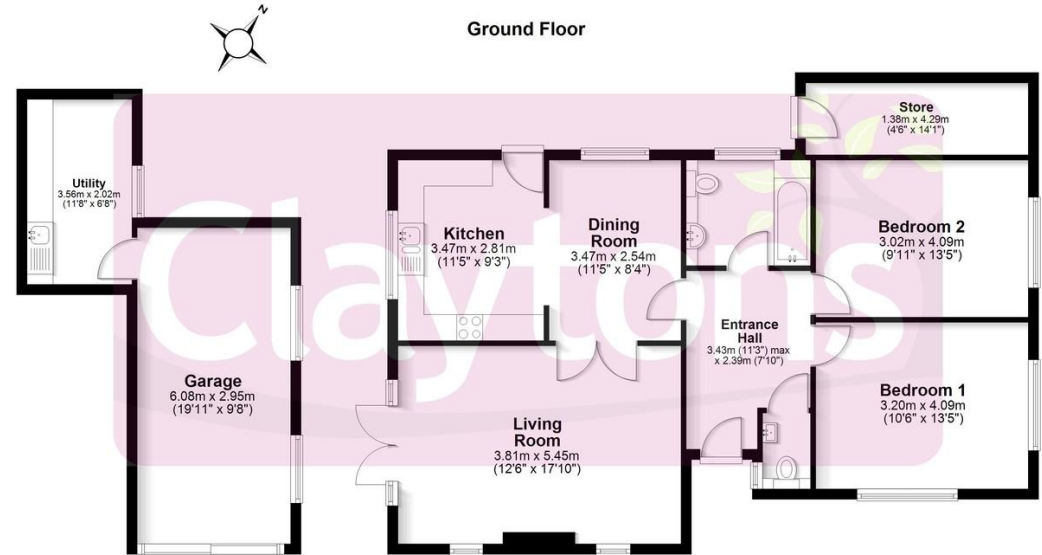 Ground Floor
N
Store
1.38m x 4.29m
(4'6" x 14'1")
Utility
3.56m x 2.02m
(11'8" x 6'8")
Kitchen
3.47m x 2.81m
(11'5" x 9'3")
Dining
Room
3.47m x 2.54m
(11'5" x 8'4")
Bedroom 2
3.02m x 4.09m
(9'11" x 13'5")
Claytons
Entrance
Hall
3.43m (11'3") max
x 2.39m (7'10")
Garage
6.08m x 2.95m
(19'11" x 9'8")
Bedroom 1
3.20m x 4.09m
(10'6" x 13'5")
Living
Room
3.81m x 5.45m
(12'6" x 17'10")